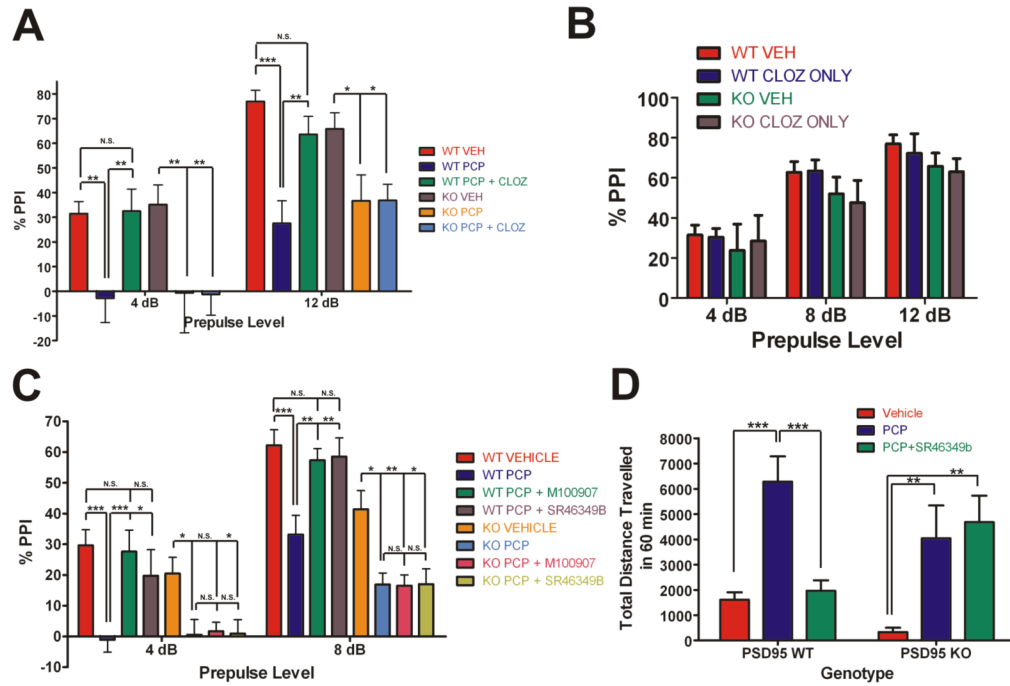 A
% PPI
80
70
60
50
40
30
20
10
0
-10
-20
N.S.
**
**
**
**
N.S.
***
**
*
*
4 dB
12 dB
Prepulse Level
WT VEH
WT PCP
WT PCP + CLOZ
KO VEH
KO PCP
KO PCP + CLOZ
B
% PPI
100
80
60
40
20
0
WT VEH
WT CLOZ ONLY
KO VEH
KO CLOZ ONLY
4 dB
8 dB
12 dB
Prepulse Level
C
% PPI
70
60
50
40
30
20
10
0
-10
N.S.
N.S.
***
***
*
*
N.S.
*
N.S.
N.S.
N.S.
N.S.
***
**
**
*
**
*
N.S.
N.S.
4 dB
8 dB
Prepulse Level
WT VEHICLE
WT PCP
WT PCP + M100907
WT PCP + SR46349B
KO VEHICLE
KO PCP
KO PCP + M100907
KO PCP + SR46349B
D
Total Distance Travelled
in 60 min
8000
7000
6000
5000
4000
3000
2000
1000
0
Vehicle
PCP
PCP+SR46349b
***
***
**
**
PSD95 WT
PSD95 KO
Genotype